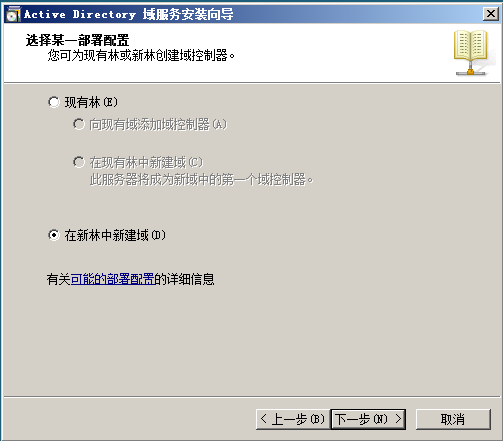 Active Directory 域服务安装向导
选择某一部署配置
您可为现有林或新林创建域控制器。
现有林(E)
向现有域添加域控制器(A)
在现有林中新建域(C)
此服务器将成为新域中的第一个域控制器。
在新林中新建域(D)
有关可能的部署配置的详细信息
< 上一步(B) 下一步(N) > 取消